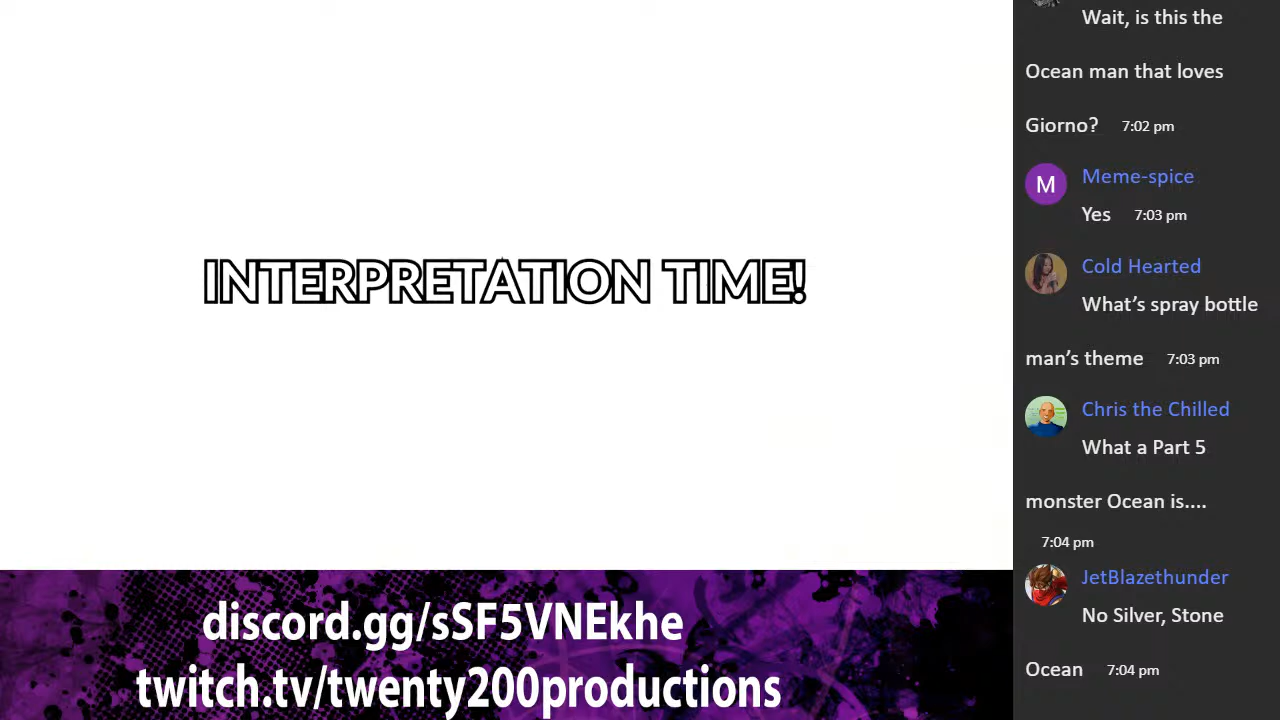 INTERPRETATION TIME!
discord.gg/sSF5VNEkhe
twitch.tv/twenty200productions
Wait, is this the
Ocean man that loves
Giorno? 7:02 pm
M
Meme-spice
Yes 7:03 pm
Cold Hearted
What’s spray bottle
man’s theme 7:03 pm
Chris the Chilled
What a Part 5
monster Ocean is....
7:04 pm
JetBlazethunder
No Silver, Stone
Ocean 7:04 pm